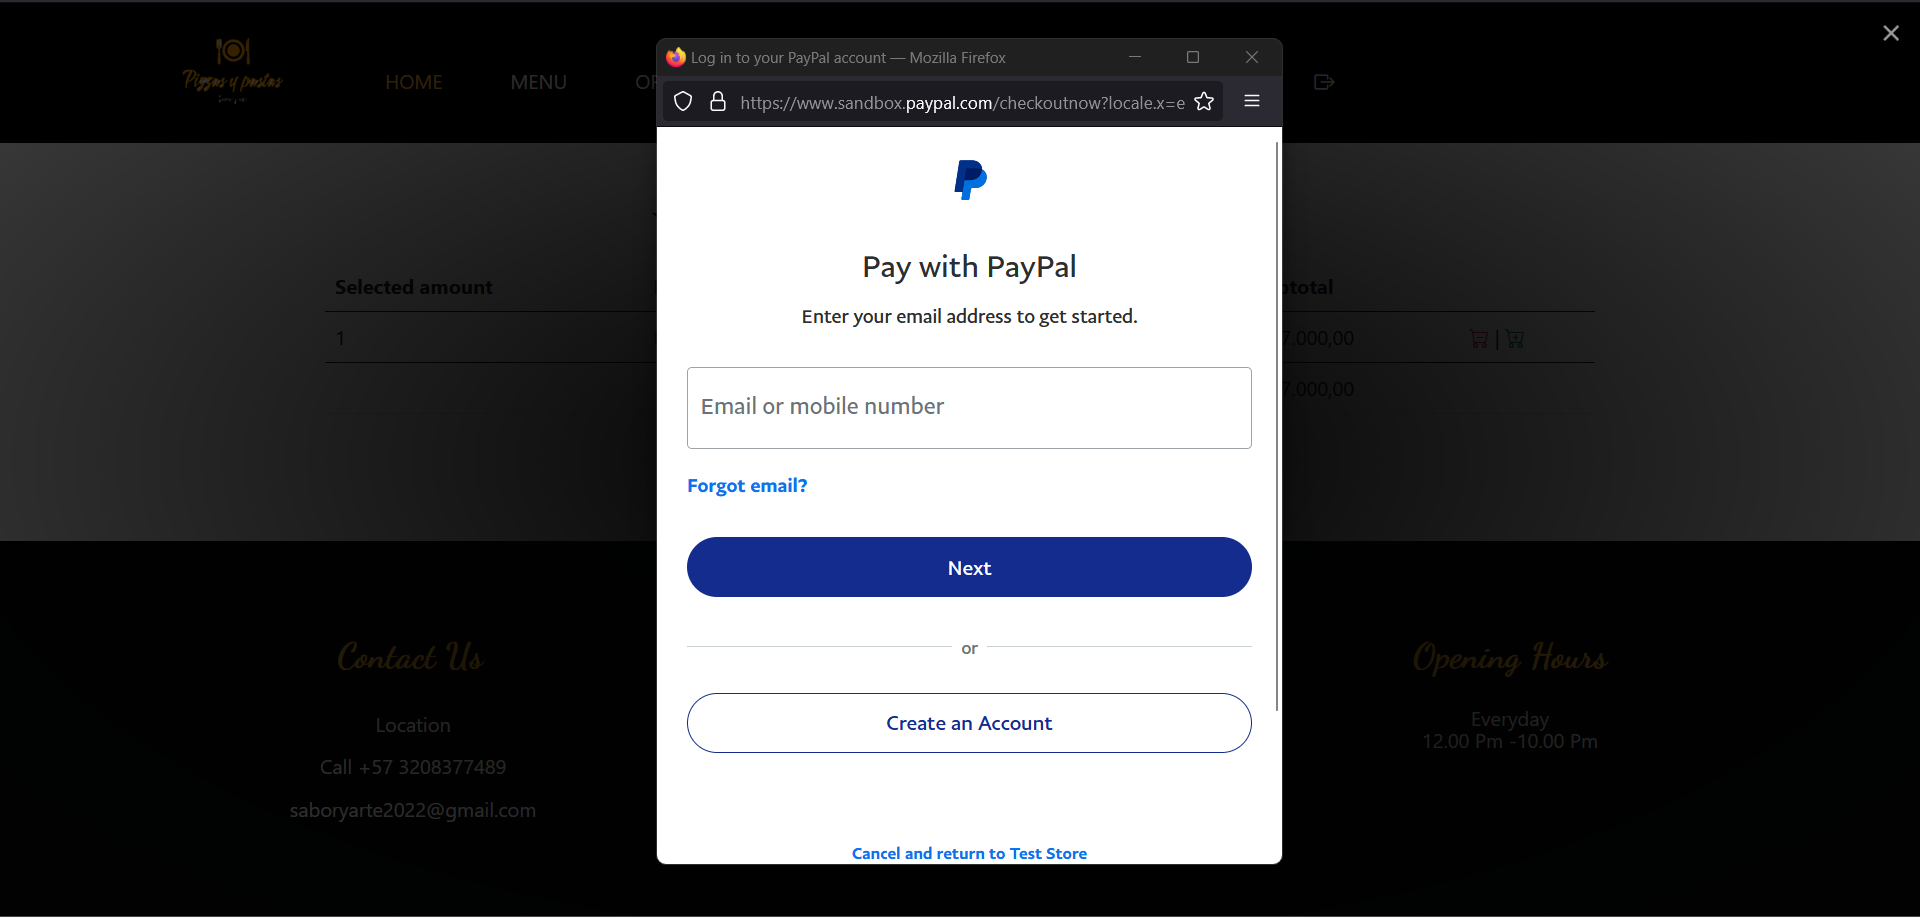 Log in to your PayPal account — Mozilla Firefox
https://www.sandbox.paypal.com/checkoutnow?locale.x=e
Pizzas y pastas
HOME
MENU
Pay with PayPal
Enter your email address to get started.
Selected amount
1
7.000,00
|
7.000,00
Email or mobile number
Forgot email?
Next
or
Create an Account
Cancel and return to Test Store
Contact Us
Location
Call +57 3208377489
saboryarte2022@gmail.com
Opening Hours
Everyday
12.00 Pm -10.00 Pm